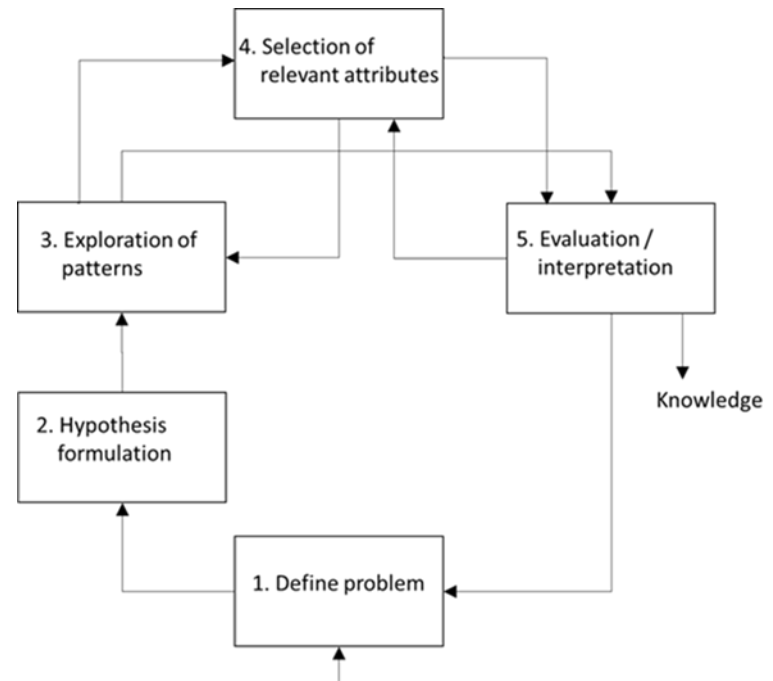 4. Selection of
relevant attributes
3. Exploration of
patterns
5. Evaluation /
interpretation
Knowledge
2. Hypothesis
formulation
1. Define problem